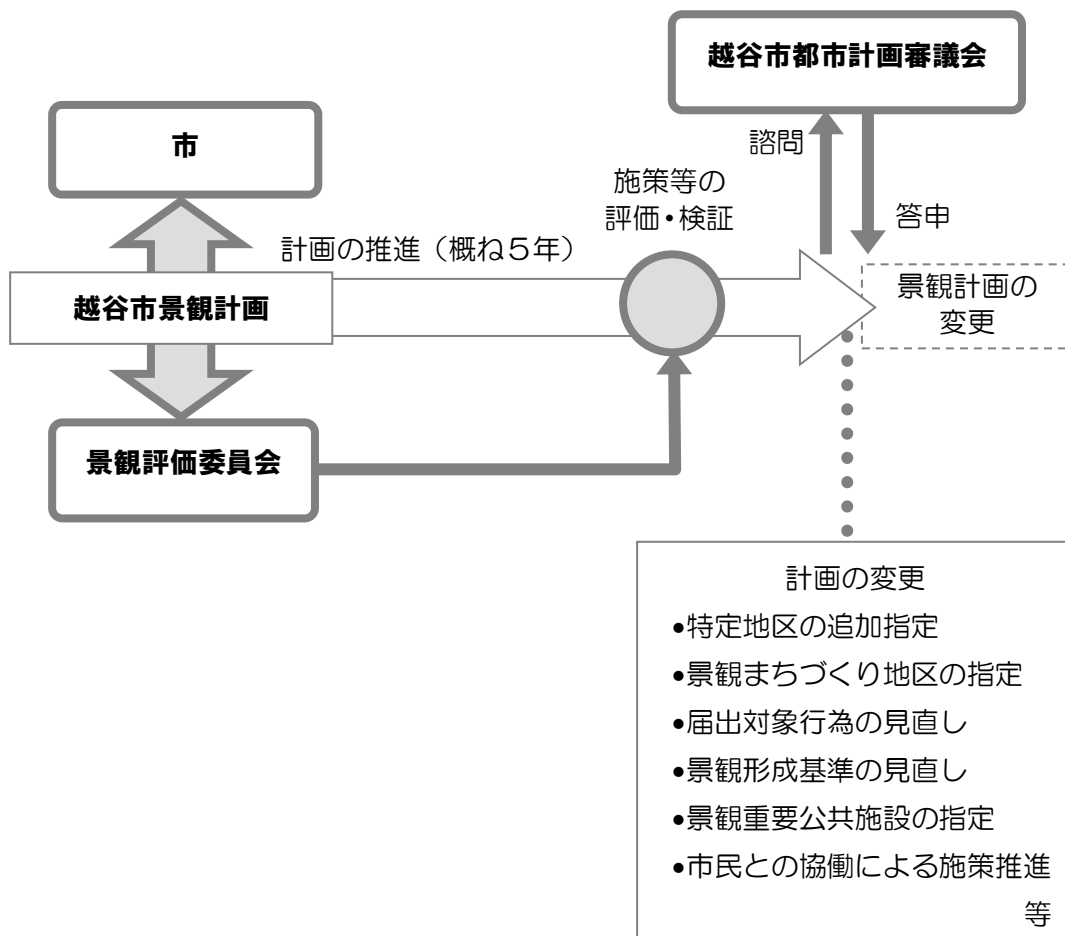 越谷市都市計画審議会
市
諮問
施策等の
評価・検証
答申
計画の推進（概ね５年）
越谷市景観計画
景観計画の
変更
景観評価委員会
計画の変更
•特定地区の追加指定
•景観まちづくり地区の指定
•届出対象行為の見直し
•景観形成基準の見直し
•景観重要公共施設の指定
•市民との協働による施策推進
等